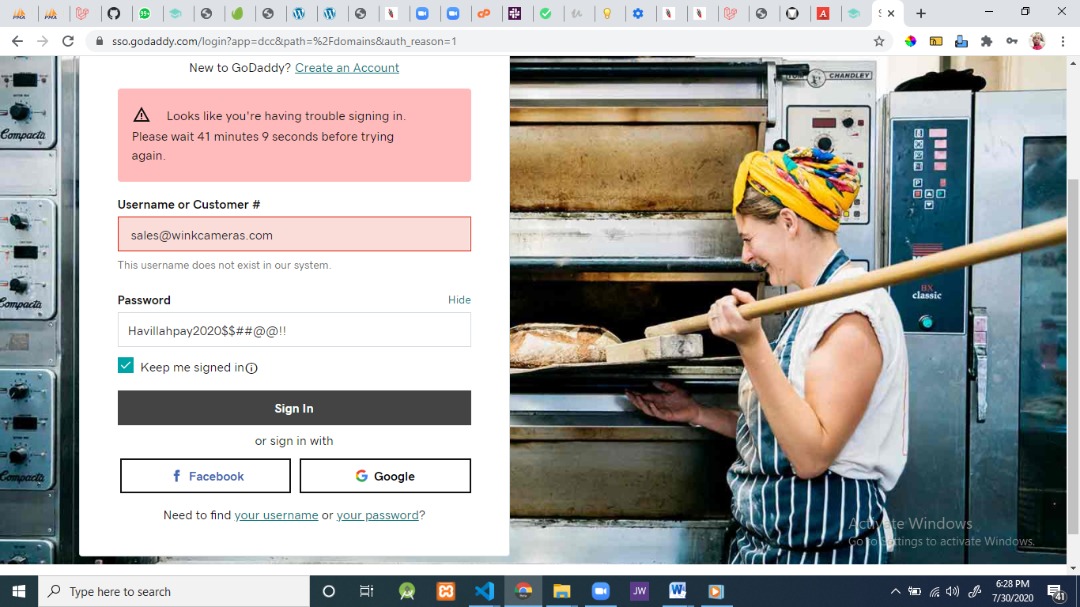 sso.godaddy.com/login?app=dcc&path=%2Fdomains&auth_reason=1
New to GoDaddy? Create an Account
Looks like you're having trouble signing in.
Please wait 41 minutes 9 seconds before trying
again.
Username or Customer #
sales@winkcameras.com
This username does not exist in our system.
Password
Hide
Havillahpay2020$$##@@!!
Keep me signed in
Sign In
or sign in with
Facebook
Google
Need to find your username or your password?
Compacta
Compacta
Compacta
CHANDLEY
BX
classic
Activate Windows
Go to Settings to activate Windows.
Type here to search
JW
6:28 PM
7/30/2020
41